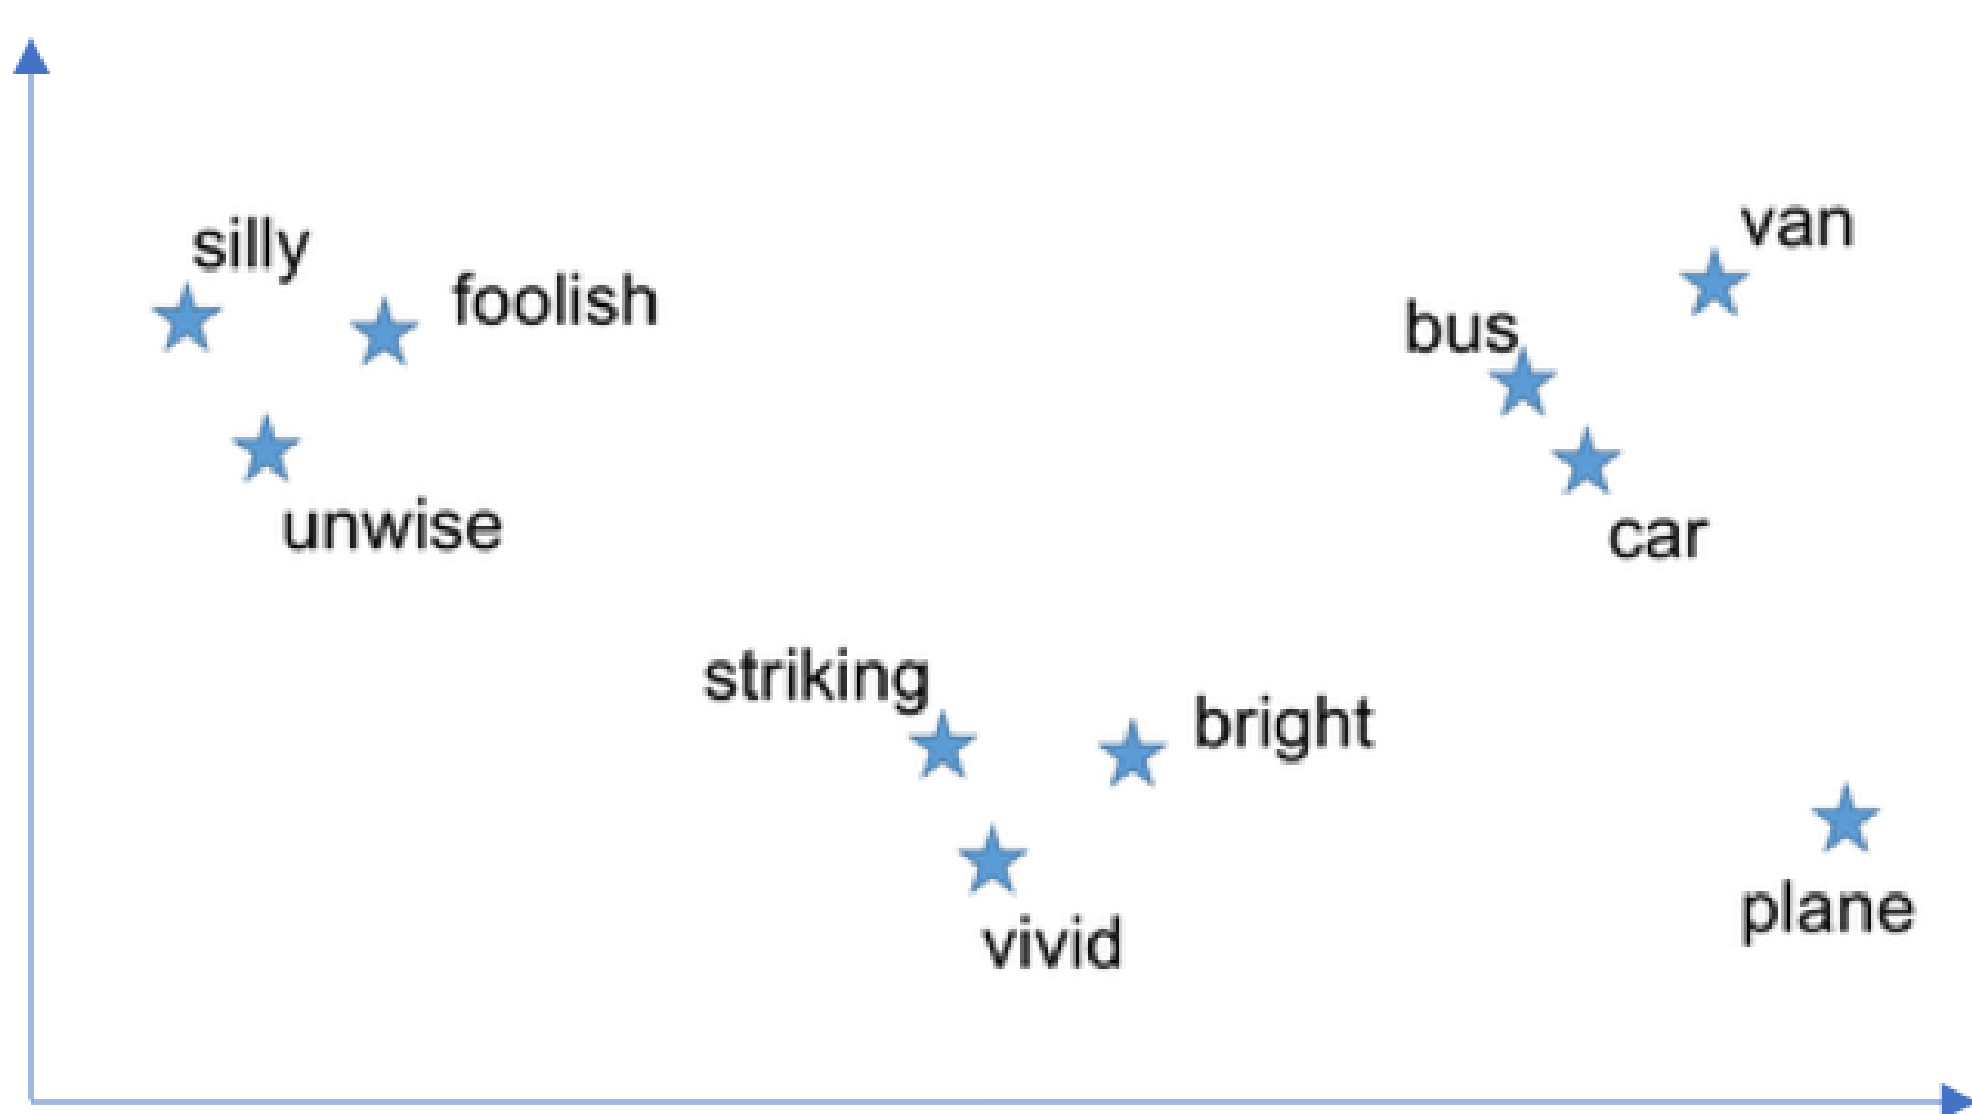 silly
van
foolish
bus
unwise
car
striking
bright
plane
vivid